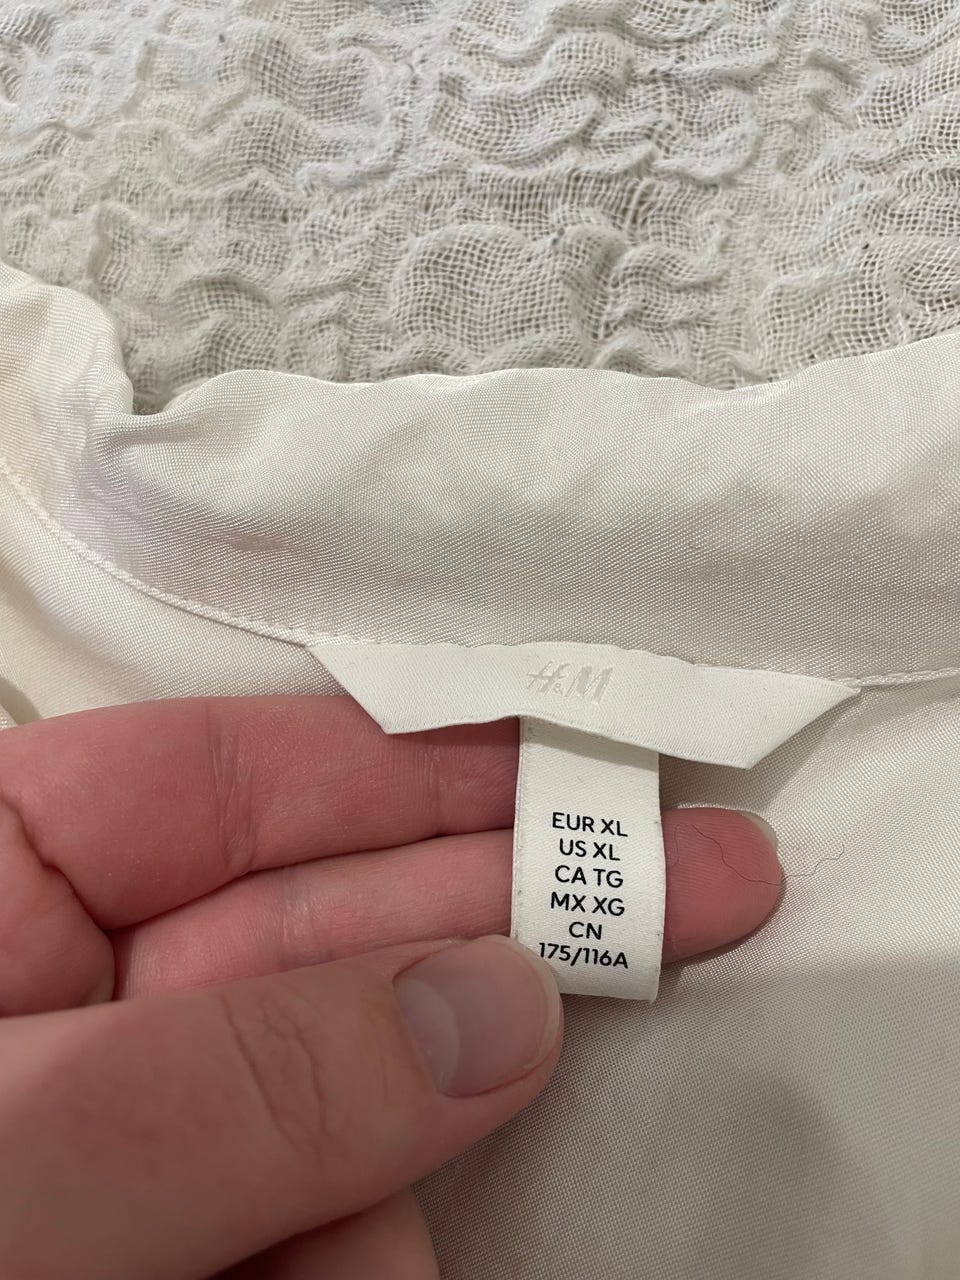 H&M
EUR XL
US XL
CA TG
MX XG
CN
175/116A